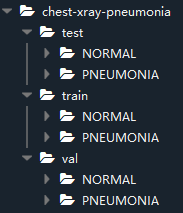 chest-xray-pneumonia
test
NORMAL
PNEUMONIA
train
NORMAL
PNEUMONIA
val
NORMAL
PNEUMONIA